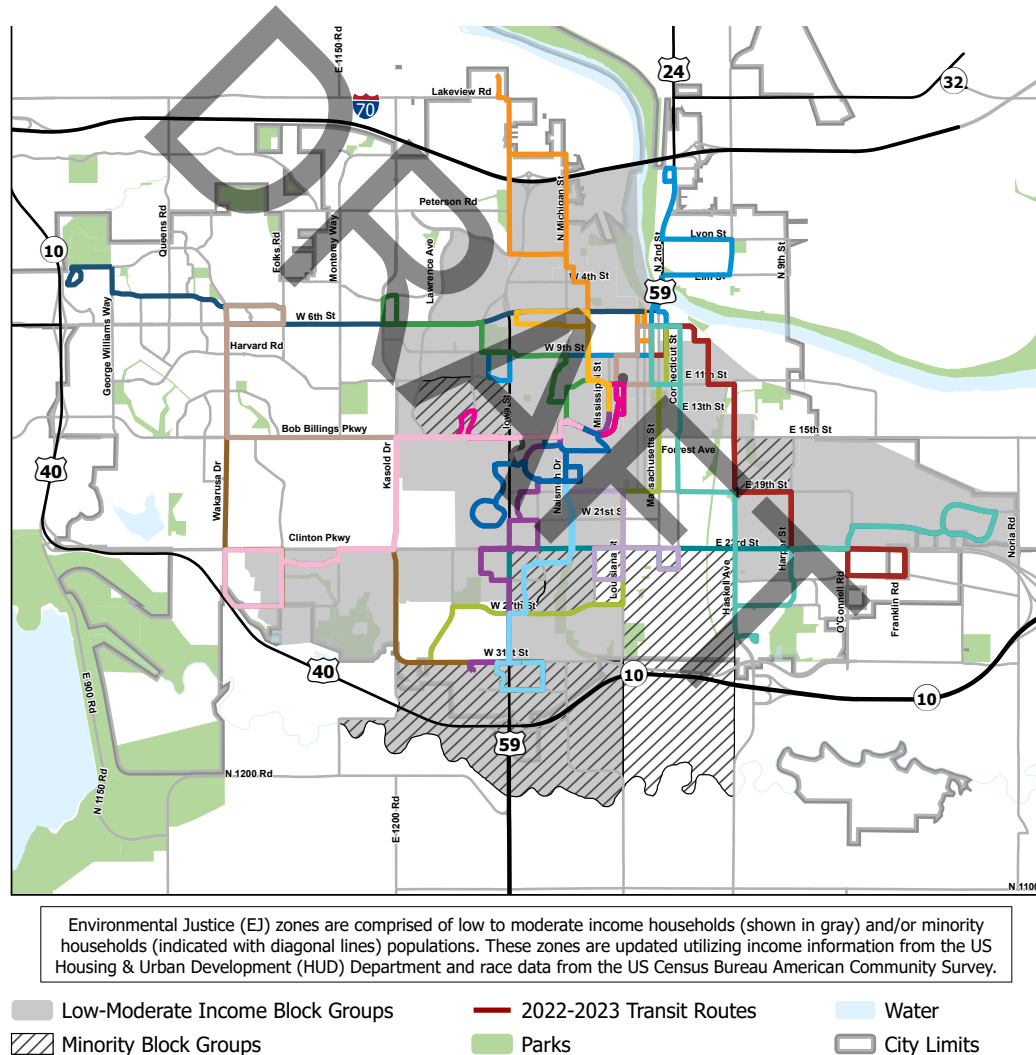 E 1150 Rd
24
32
Lakeview Rd
70
Peterson Rd
N Michigan St
Queens Rd
Folks Rd
Monterey Way
Lawrence Ave
10
Lyon St
N 2nd St
N 9th St
Elm St
W 4th St
59
George Williams Way
W 6th St
Harvard Rd
W 9th St
Connecticut St
E 11th St
Mississippi St
E 13th St
Iowa St
Bob Billings Pkwy
E 15th St
Forrest Ave
40
Wakarusa Dr
Kasold Dr
Naismith Dr
Massachusetts St
E 19th St
W 21st St
Clinton Pkwy
E 23rd St
Louisiana St
Harper St
Noria Rd
Haskell Ave
O'Connell Rd
Franklin Rd
W 27th St
W 31st St
40
10
10
E 900 Rd
59
N 1150 Rd
N 1200 Rd
E 1200 Rd
N 1100
DRAFT
Environmental Justice (EJ) zones are comprised of low to moderate income households (shown in gray) and/or minority
households (indicated with diagonal lines) populations. These zones are updated utilizing income information from the US
Housing & Urban Development (HUD) Department and race data from the US Census Bureau American Community Survey.
Low-Moderate Income Block Groups
2022-2023 Transit Routes
Water
Minority Block Groups
Parks
City Limits